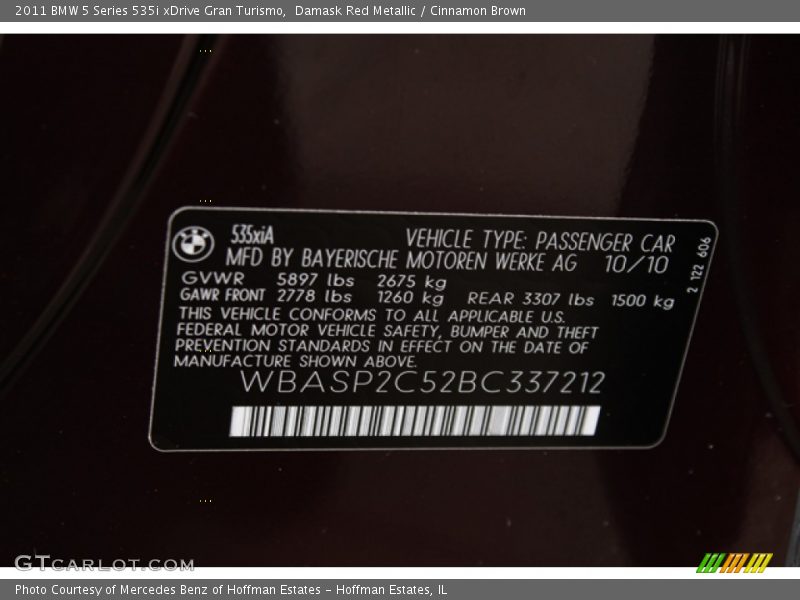 2011 BMW 5 Series 535i xDrive Gran Turismo, Damask Red Metallic / Cinnamon Brown
535xiA
VEHICLE TYPE: PASSENGER CAR
MFD BY BAYERISCHE MOTOREN WERKE AG 10/10
GVWR 5897 lbs 2675 kg
GAWR FRONT 2778 lbs 1260 kg REAR 3307 lbs 1500 kg
THIS VEHICLE CONFORMS TO ALL APPLICABLE U.S.
FEDERAL MOTOR VEHICLE SAFETY, BUMPER AND THEFT
PREVENTION STANDARDS IN EFFECT ON THE DATE OF
MANUFACTURE SHOWN ABOVE.
WBASP2C52BC337212
2 122 606
GTCARLOT.COM
Photo Courtesy of Mercedes Benz of Hoffman Estates - Hoffman Estates, IL